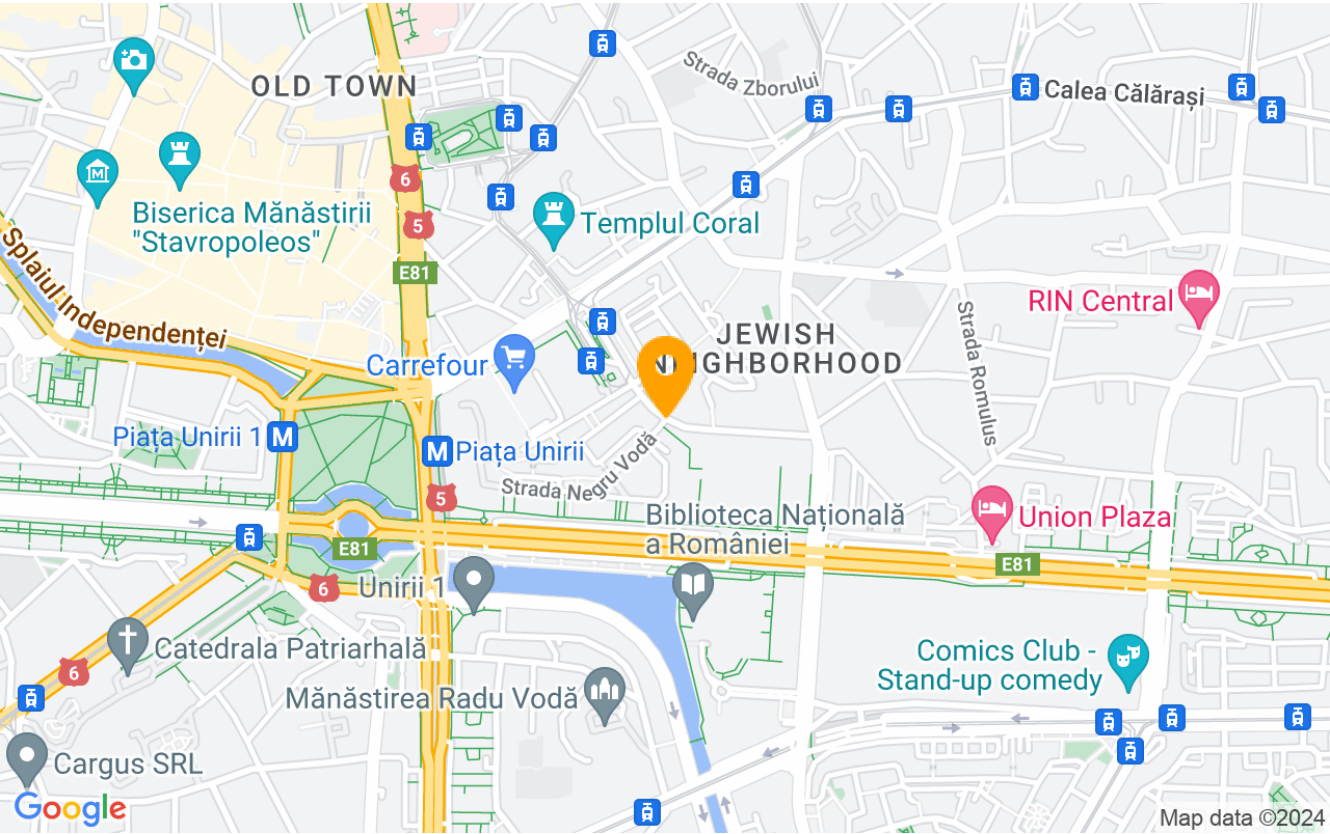 Strada Zborului
OLD TOWN
Calea Călărași
6
Biserica Mănăstirii
"Stavropoleos"
Templul Coral
5
Splaiul Independenței
E81
RIN Central
JEWISH
NEIGHBORHOOD
Strada Romulus
Carrefour
Piața Unirii 1
M
M
Piața Unirii
Strada Negru Vodă
5
Biblioteca Națională
a României
Union Plaza
E81
E81
Unirii 1
6
Catedrala Patriarhală
Comics Club -
Stand-up comedy
6
Mănăstirea Radu Vodă
Cargus SRL
Google
Map data ©2024